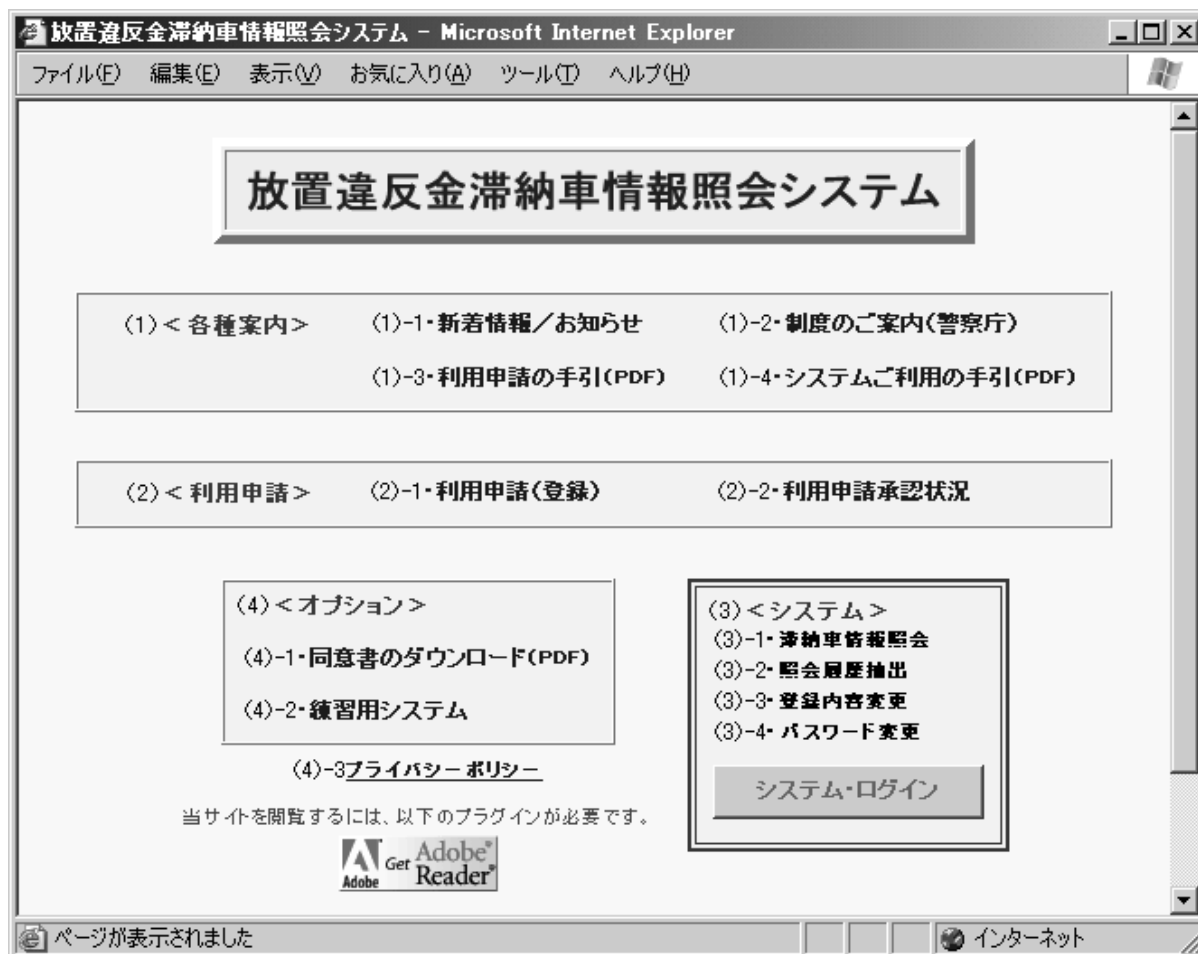 放置違反金滞納車情報照会システム - Microsoft Internet Explorer
ファイル(F) 編集(E) 表示(V) お気に入り(A) ツール(T) ヘルプ(H)
放置違反金滞納車情報照会システム
(1)<各種案内> (1)-1・新着情報/お知らせ (1)-2・制度のご案内(警察庁)
(1)-3・利用申請の手引(PDF) (1)-4・システムご利用の手引(PDF)
(2)<利用申請> (2)-1・利用申請(登録) (2)-2・利用申請承認状況
(4)<オプション>
(4)-1・同意書のダウンロード(PDF)
(4)-2・練習用システム
(4)-3プライバシーポリシー
当サイトを閲覧するには、以下のプラグインが必要です。
Adobe Get Adobe® Reader®
(3)<システム>
(3)-1・滞納車情報照会
(3)-2・照会履歴抽出
(3)-3・登録内容変更
(3)-4・パスワード変更
システム・ログイン
ページが表示されました インターネット